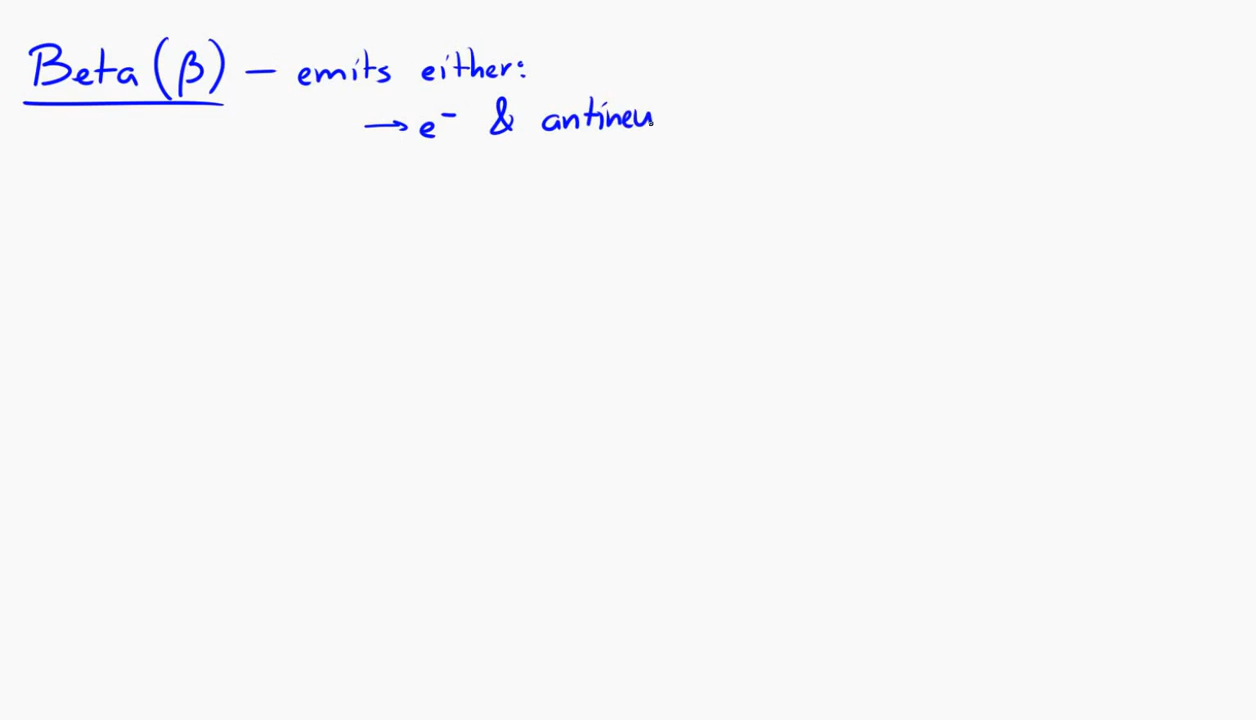 Beta (β) – emits either:
→ e⁻ & antineu